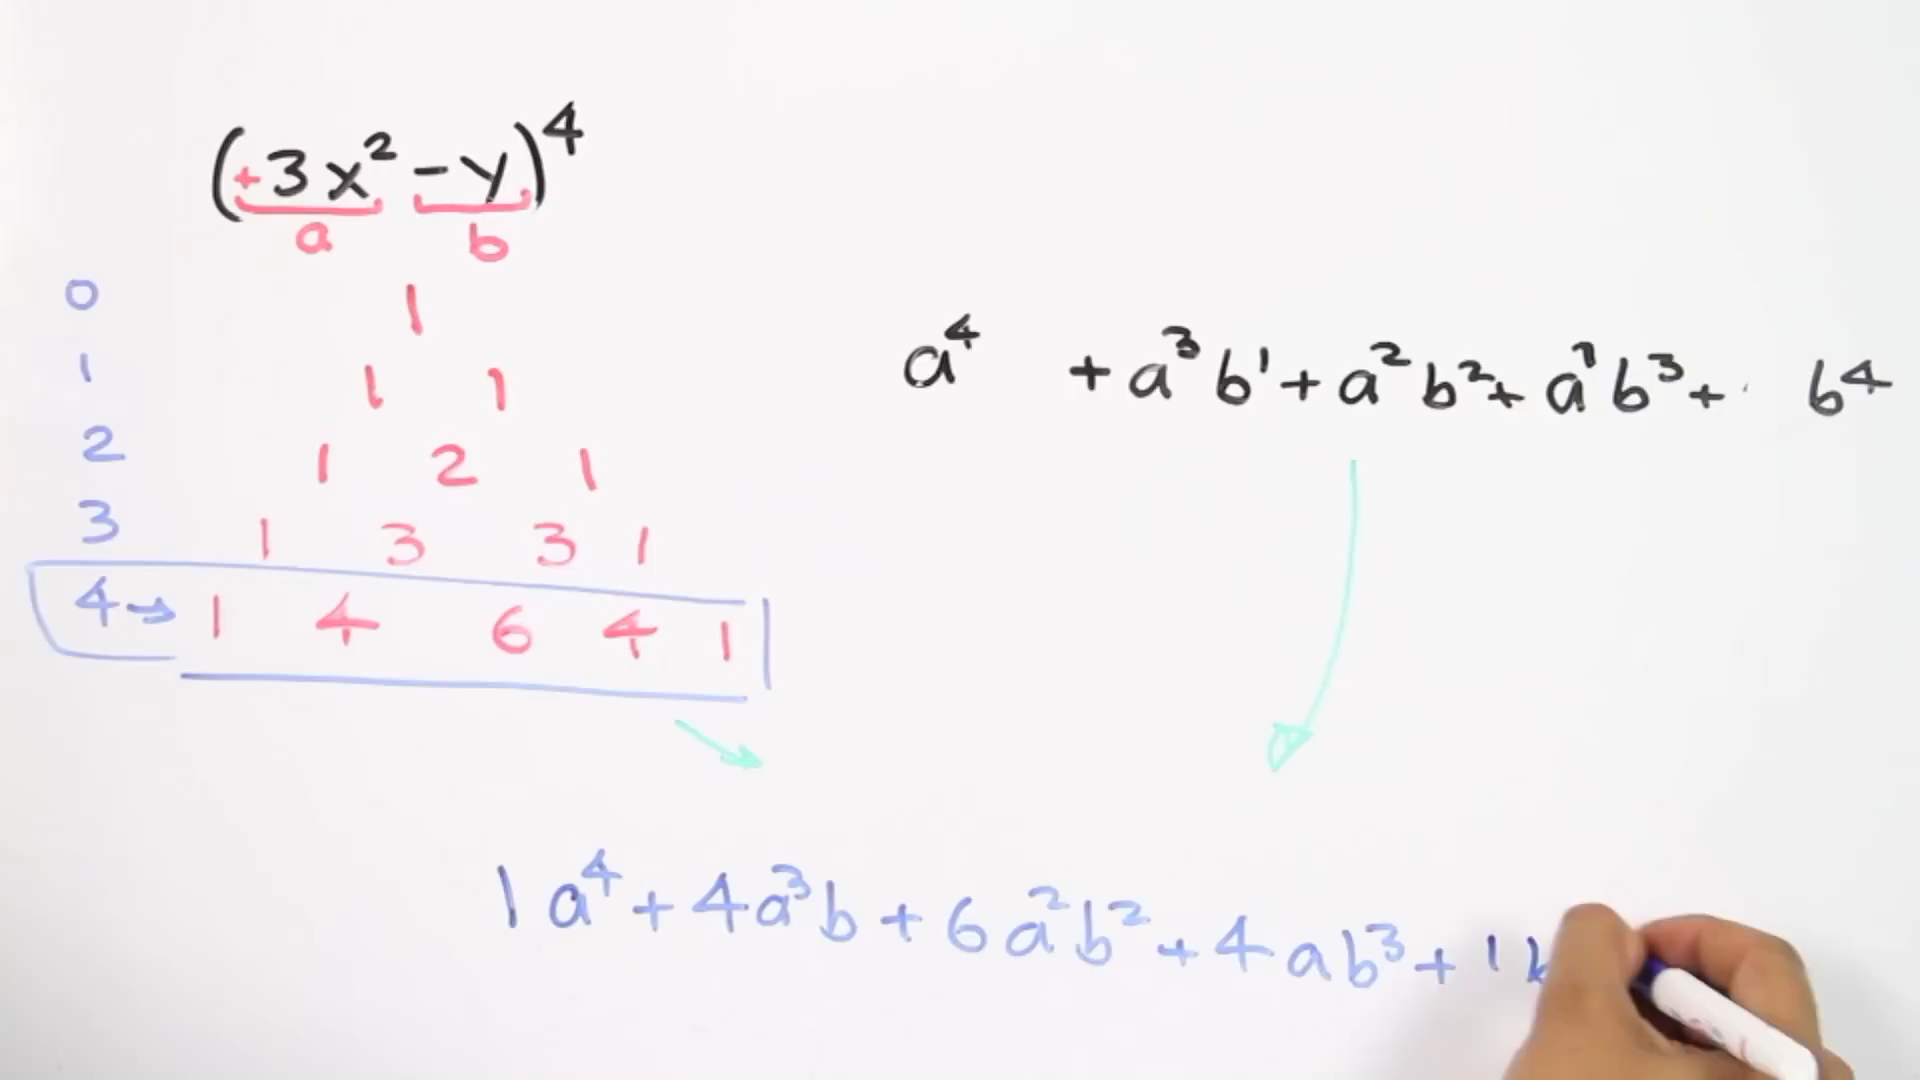 (+3x² -y)⁴
a b
0 1
1 1 1
2 1 2 1
3 1 3 3 1
4→ 1 4 6 4 1
a⁴ + a³b¹ + a²b² + a¹b³ + b⁴
1a⁴ + 4a³b + 6a²b² + 4ab³ + 1b